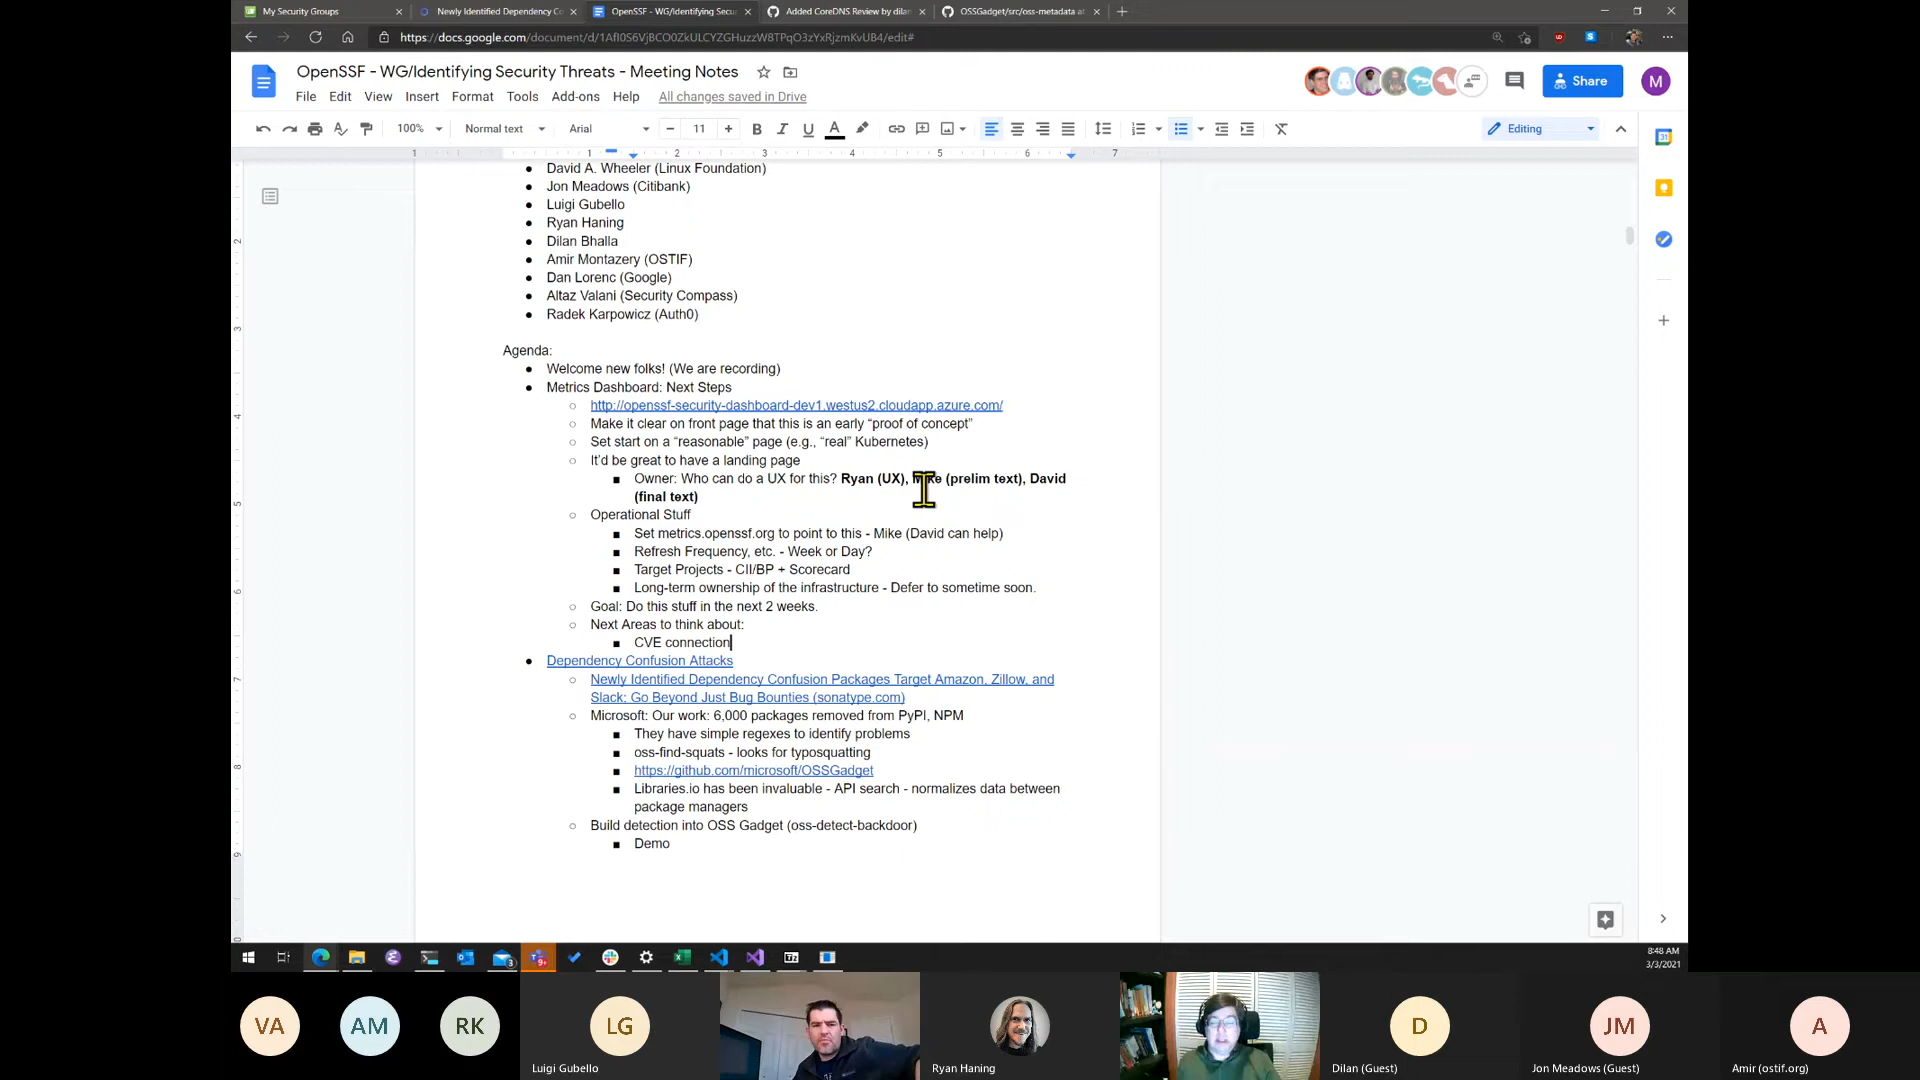 My Security Groups
Newly Identified Dependency Co
OpenSSF - WG/Identifying Secu
Added CoreDNS Review by dilan
OSSGadget/src/oss-metadata at
https://docs.google.com/document/d/1AfI0S6VjBCO0ZkULCYZGHuzzW8TPqO3zYxRjzmKvUB4/edit#
OpenSSF - WG/Identifying Security Threats - Meeting Notes
Share
M
File Edit View Insert Format Tools Add-ons Help All changes saved in Drive
100% Normal text Arial 11 B I U A Editing
1 1 2 3 4 5 6 7
David A. Wheeler (Linux Foundation)
Jon Meadows (Citibank)
Luigi Gubello
Ryan Haning
Dilan Bhalla
Amir Montazery (OSTIF)
Dan Lorenc (Google)
Altaz Valani (Security Compass)
Radek Karpowicz (Auth0)
Agenda:
Welcome new folks! (We are recording)
Metrics Dashboard: Next Steps
http://openssf-security-dashboard-dev1.westus2.cloudapp.azure.com/
Make it clear on front page that this is an early “proof of concept”
Set start on a “reasonable” page (e.g., “real” Kubernetes)
It’d be great to have a landing page
Owner: Who can do a UX for this? Ryan (UX), Mike (prelim text), David
(final text)
Operational Stuff
Set metrics.openssf.org to point to this - Mike (David can help)
Refresh Frequency, etc. - Week or Day?
Target Projects - CII/BP + Scorecard
Long-term ownership of the infrastructure - Defer to sometime soon.
Goal: Do this stuff in the next 2 weeks.
Next Areas to think about:
CVE connection
Dependency Confusion Attacks
Newly Identified Dependency Confusion Packages Target Amazon, Zillow, and
Slack; Go Beyond Just Bug Bounties (sonatype.com)
Microsoft: Our work: 6,000 packages removed from PyPI, NPM
They have simple regexes to identify problems
oss-find-squats - looks for typosquatting
https://github.com/microsoft/OSSGadget
Libraries.io has been invaluable - API search - normalizes data between
package managers
Build detection into OSS Gadget (oss-detect-backdoor)
Demo
8:48 AM
3/3/2021
VA AM RK LG D JM A
Luigi Gubello
Ryan Haning
Dilan (Guest)
Jon Meadows (Guest)
Amir (ostif.org)